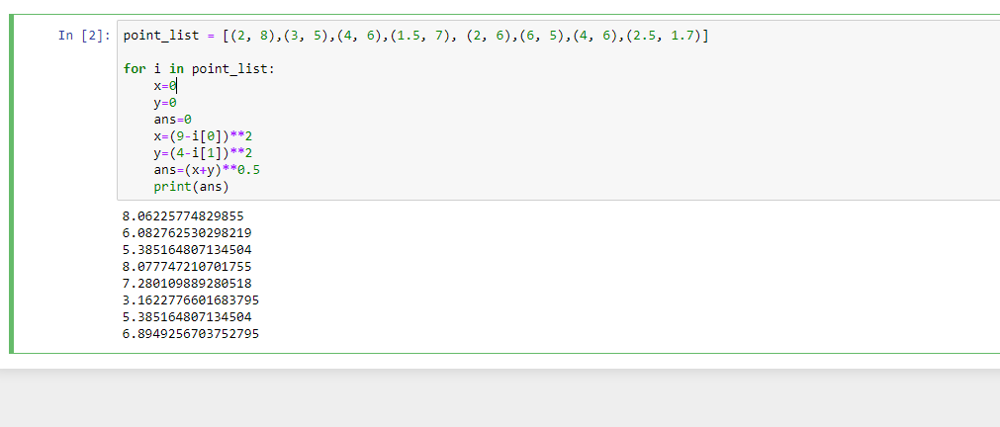 In [2]: point_list = [(2, 8),(3, 5),(4, 6),(1.5, 7), (2, 6),(6, 5),(4, 6),(2.5, 1.7)]
for i in point_list:
    x=0
    y=0
    ans=0
    x=(9-i[0])**2
    y=(4-i[1])**2
    ans=(x+y)**0.5
    print(ans)
8.06225774829855
6.082762530298219
5.385164807134504
8.077747210701755
7.280109889280518
3.1622776601683795
5.385164807134504
6.8949256703752795